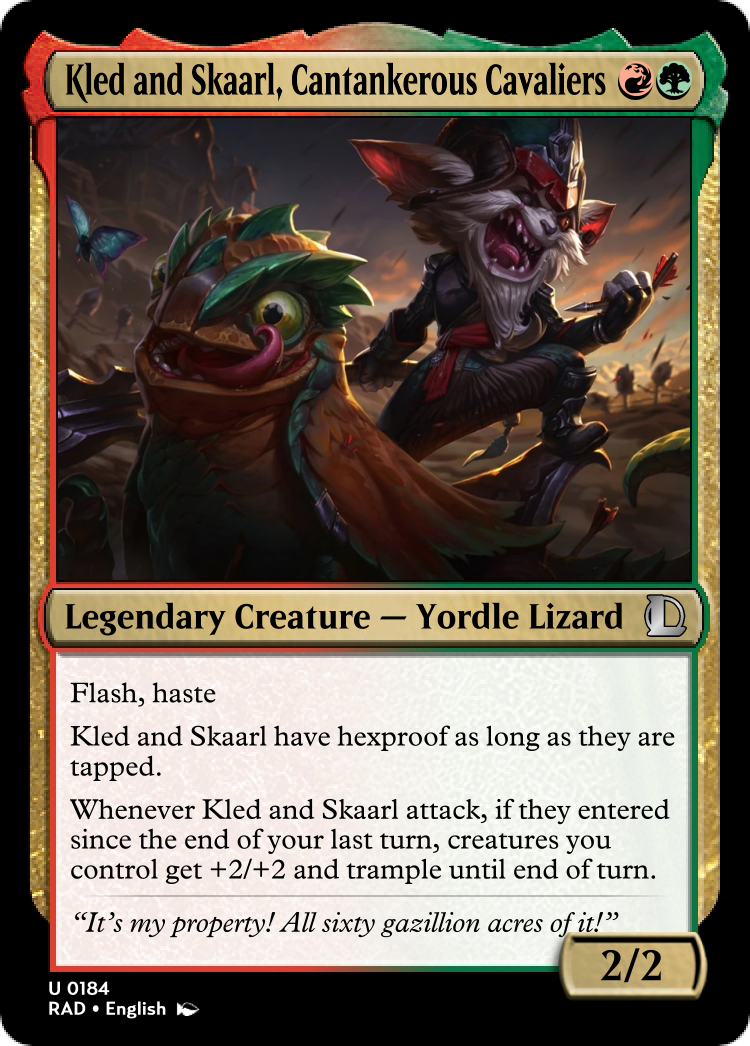 Kled and Skaarl, Cantankerous Cavaliers
Legendary Creature — Yordle Lizard
Flash, haste
Kled and Skaarl have hexproof as long as they are
tapped.
Whenever Kled and Skaarl attack, if they entered
since the end of your last turn, creatures you
control get +2/+2 and trample until end of turn.
“It’s my property! All sixty gazillion acres of it!”
2/2
U 0184
RAD • English